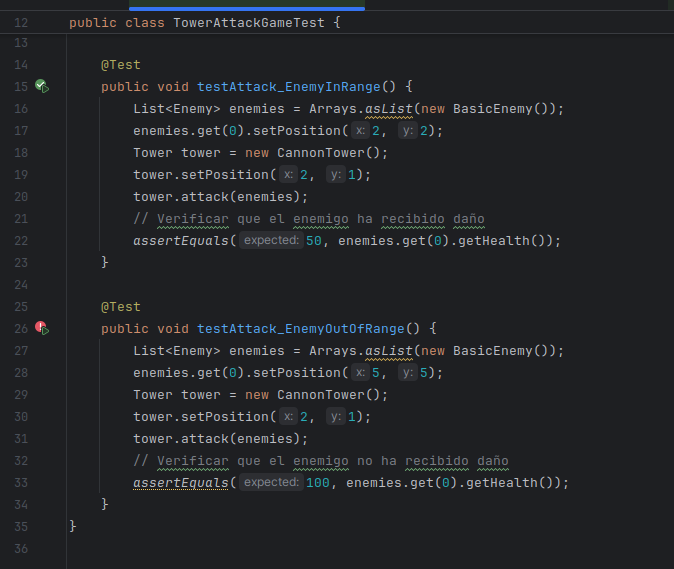 12 public class TowerAttackGameTest {
13
14 @Test
15 public void testAttack_EnemyInRange() {
16 List<Enemy> enemies = Arrays.asList(new BasicEnemy());
17 enemies.get(0).setPosition( x: 2, y: 2);
18 Tower tower = new CannonTower();
19 tower.setPosition( x: 2, y: 1);
20 tower.attack(enemies);
21 // Verificar que el enemigo ha recibido daño
22 assertEquals( expected: 50, enemies.get(0).getHealth());
23 }
24
25 @Test
26 public void testAttack_EnemyOutOfRange() {
27 List<Enemy> enemies = Arrays.asList(new BasicEnemy());
28 enemies.get(0).setPosition( x: 5, y: 5);
29 Tower tower = new CannonTower();
30 tower.setPosition( x: 2, y: 1);
31 tower.attack(enemies);
32 // Verificar que el enemigo no ha recibido daño
33 assertEquals( expected: 100, enemies.get(0).getHealth());
34 }
35 }
36